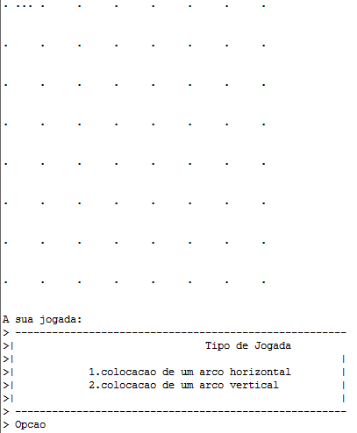 . ... . . . . . . .
. . . . . . . .
. . . . . . . .
. . . . . . . .
. . . . . . . .
. . . . . . . .
. . . . . . . .
. . . . . . . .
A sua jogada:
> --------------------------------------------------
>| Tipo de Jogada
>| |
>| 1.colocacao de um arco horizontal |
>| 2.colocacao de um arco vertical |
>| |
> --------------------------------------------------
> Opcao